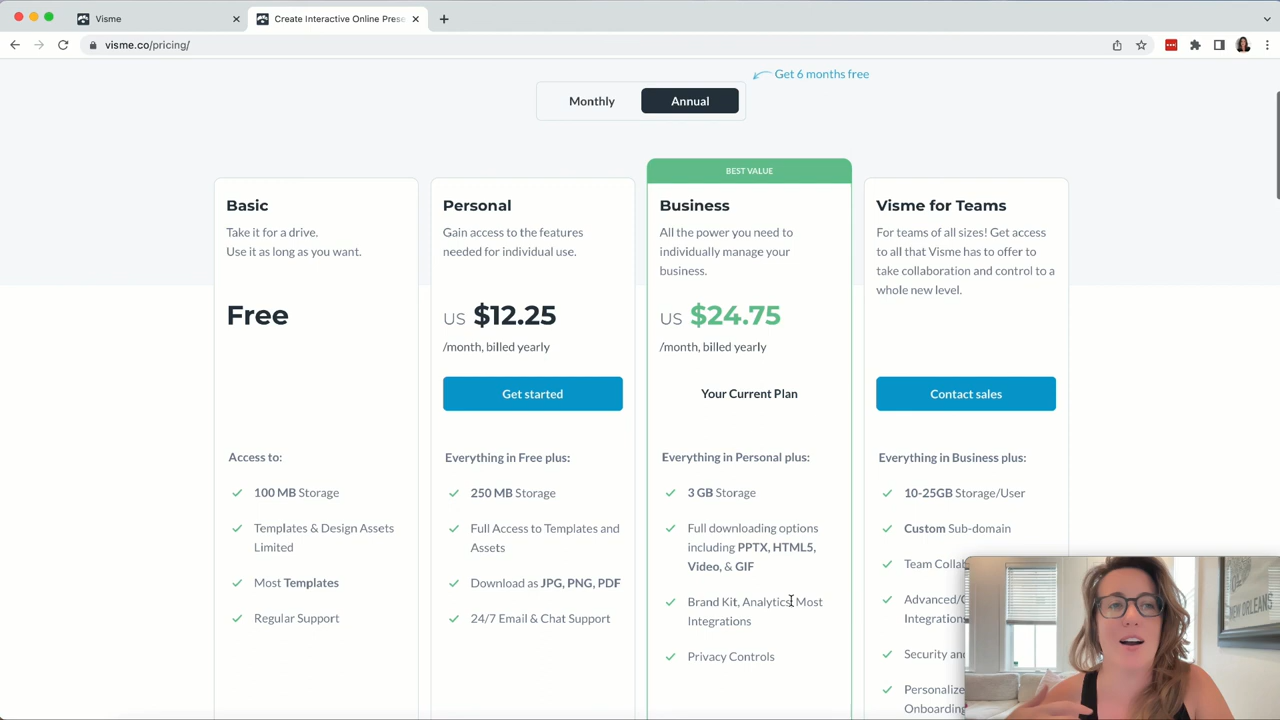 Visme
Create Interactive Online Prese
visme.co/pricing/
Get 6 months free
Monthly
Annual
BEST VALUE
Basic
Take it for a drive.
Use it as long as you want.
Free
Access to:
100 MB Storage
Templates & Design Assets
Limited
Most Templates
Regular Support
Personal
Gain access to the features
needed for individual use.
US $12.25
/month, billed yearly
Get started
Everything in Free plus:
250 MB Storage
Full Access to Templates and
Assets
Download as JPG, PNG, PDF
24/7 Email & Chat Support
Business
All the power you need to
individually manage your
business.
US $24.75
/month, billed yearly
Your Current Plan
Everything in Personal plus:
3 GB Storage
Full downloading options
including PPTX, HTML5,
Video, & GIF
Brand Kit, Analytics, Most
Integrations
Privacy Controls
Visme for Teams
For teams of all sizes! Get access
to all that Visme has to offer to
take collaboration and control to a
whole new level.
Contact sales
Everything in Business plus:
10-25GB Storage/User
Custom Sub-domain
Team Collab
Advanced/
Integration
Security an
Personalize
Onboarding
NEW ORLEANS